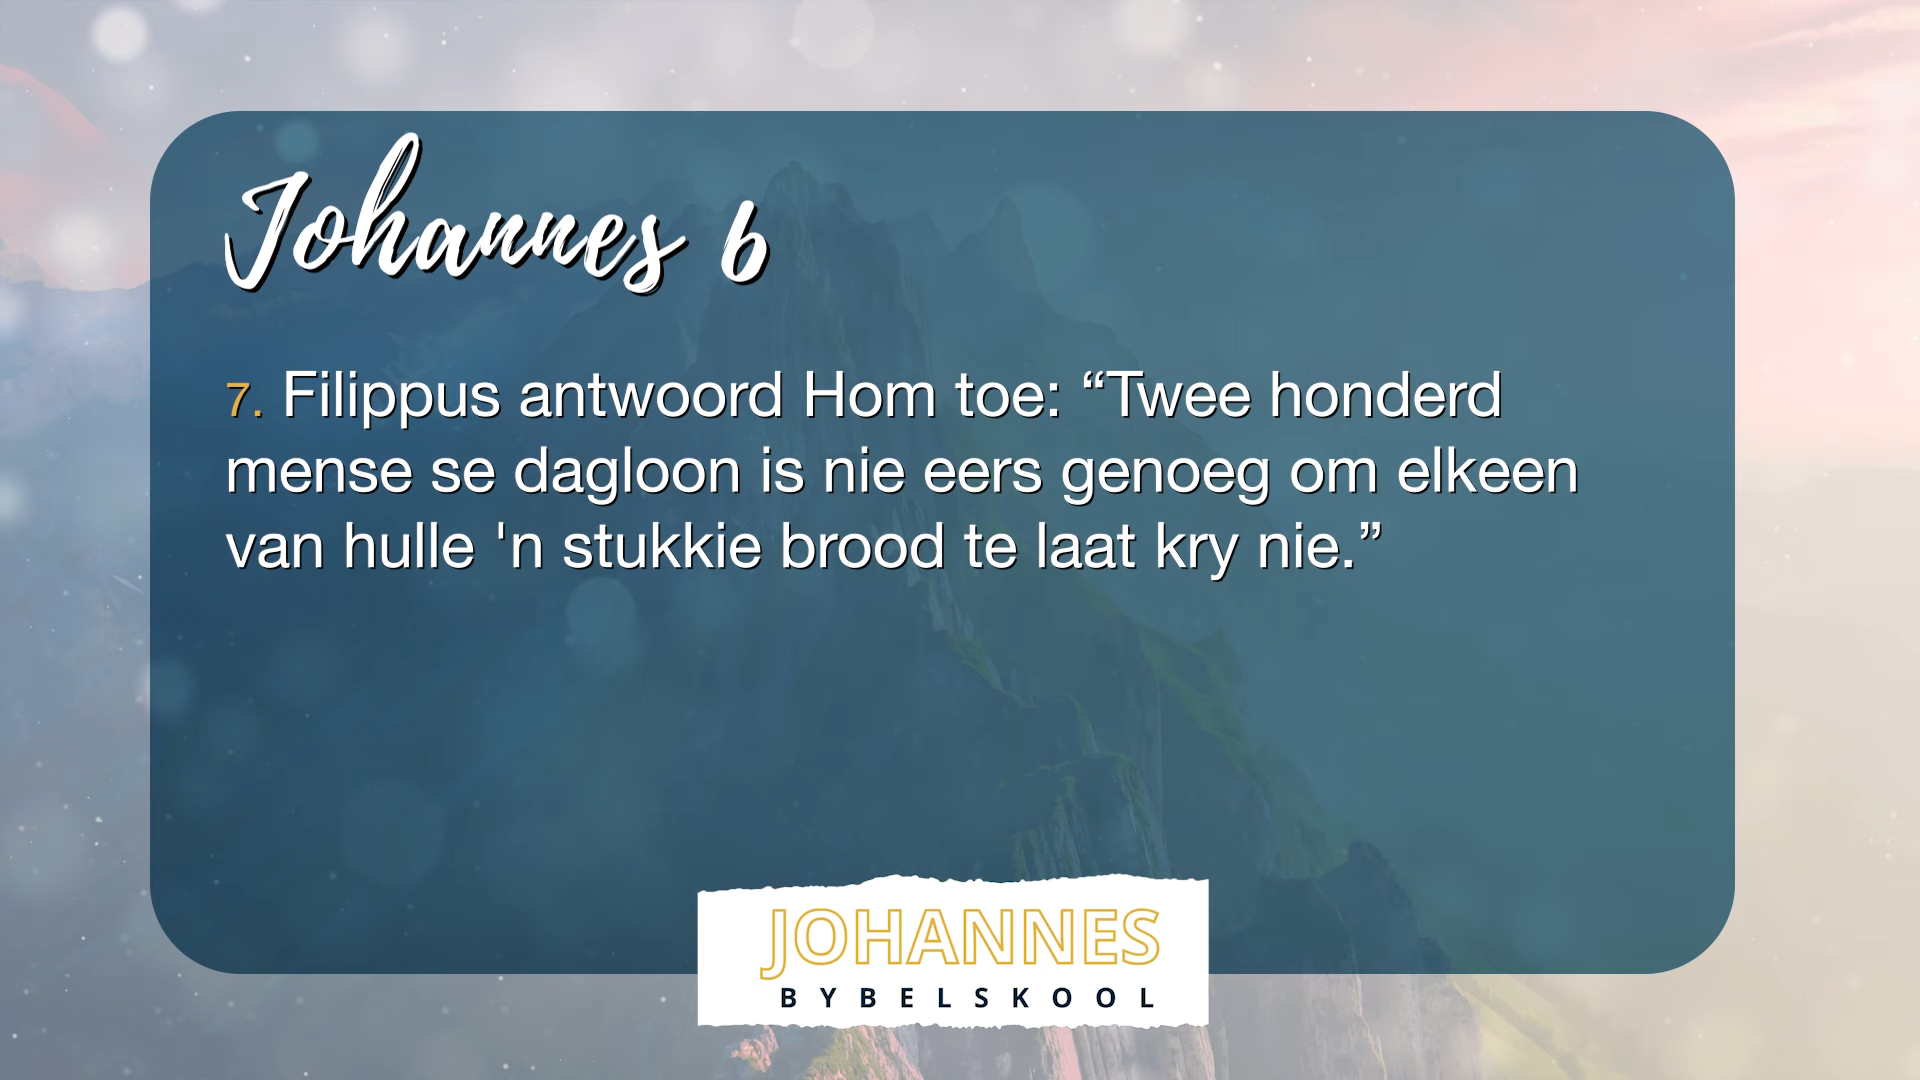 Johannes 6
7. Filippus antwoord Hom toe: “Twee honderd
mense se dagloon is nie eers genoeg om elkeen
van hulle 'n stukkie brood te laat kry nie.”
JOHANNES
BYBELSKOOL